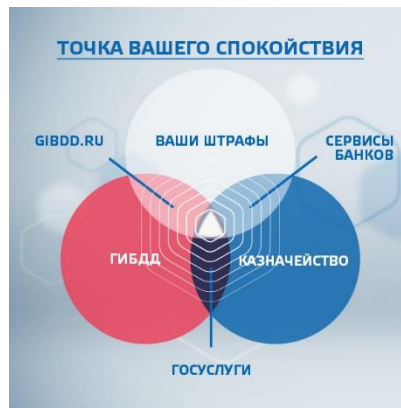 ТОЧКА ВАШЕГО СПОКОЙСТВИЯ
GIBDD.RU
ВАШИ ШТРАФЫ
СЕРВИСЫ
БАНКОВ
ГИБДД
КАЗНАЧЕЙСТВО
ГОСУСЛУГИ